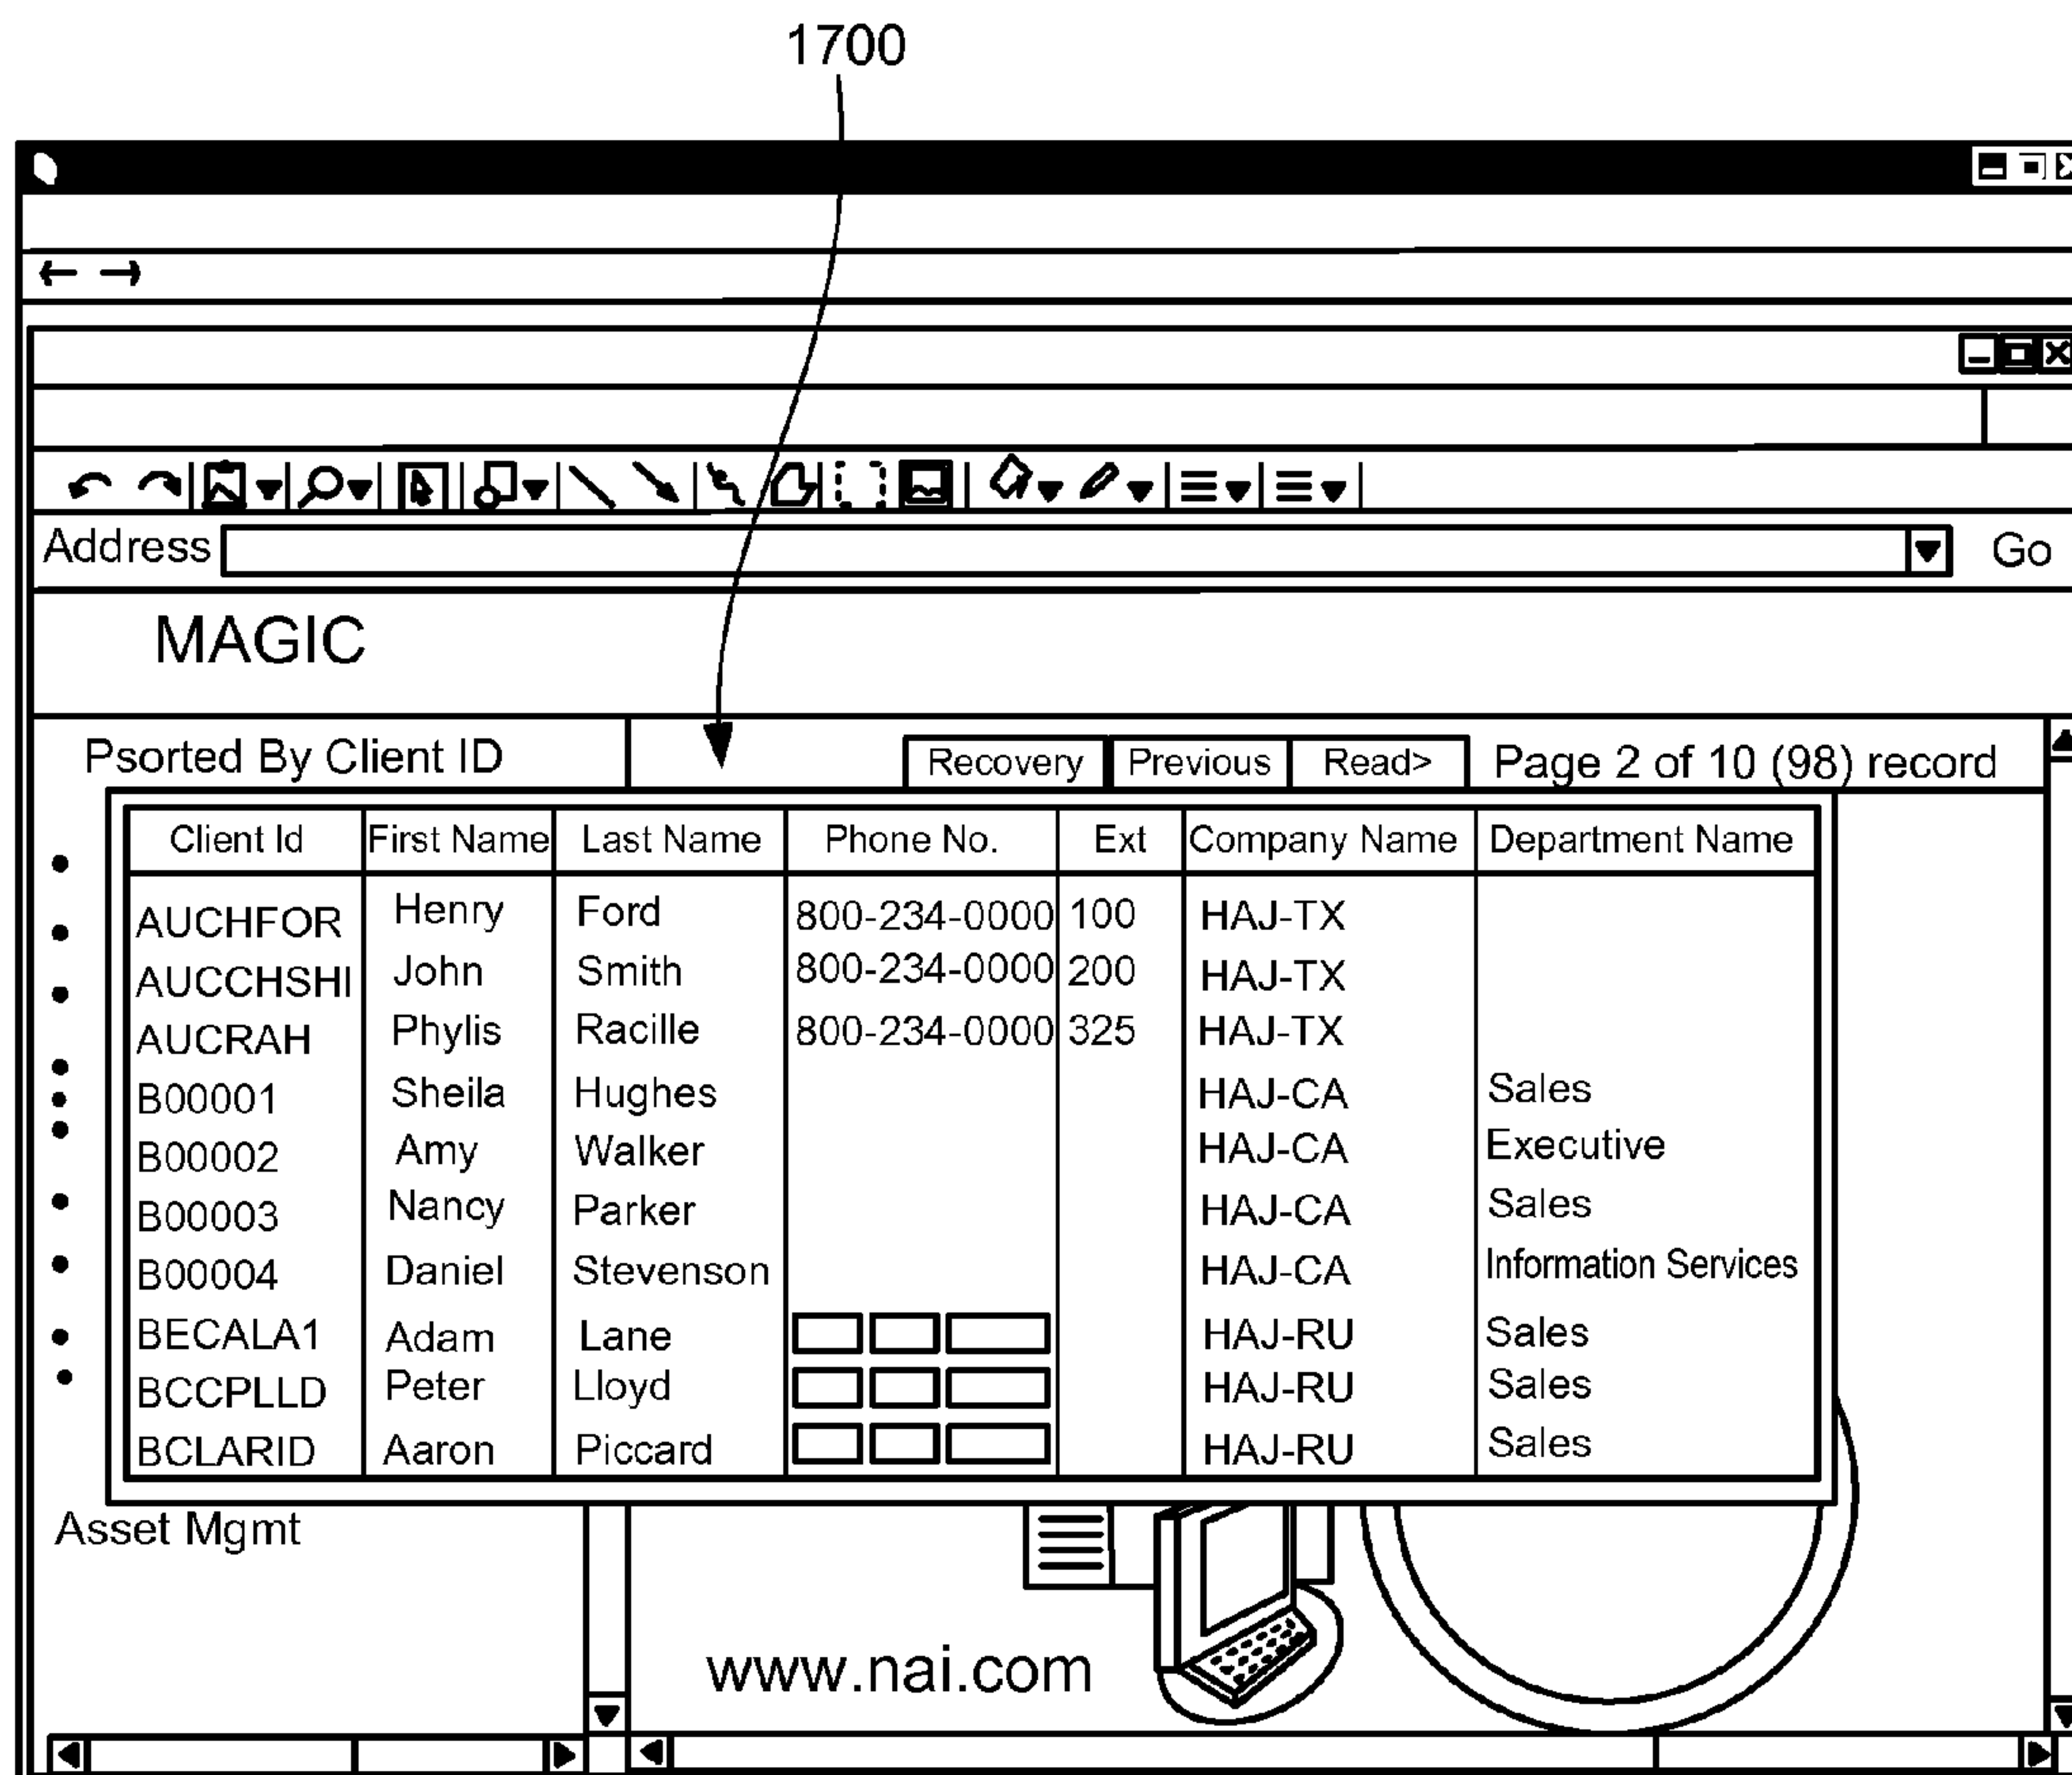 1700
Address Go
MAGIC
Psorted By Client ID Recovery Previous Read> Page 2 of 10 (98) record
Client Id First Name Last Name Phone No. Ext Company Name Department Name
AUCHFOR Henry Ford 800-234-0000 100 HAJ-TX
AUCCHSHI John Smith 800-234-0000 200 HAJ-TX
AUCRAH Phylis Racille 800-234-0000 325 HAJ-TX
B00001 Sheila Hughes HAJ-CA Sales
B00002 Amy Walker HAJ-CA Executive
B00003 Nancy Parker HAJ-CA Sales
B00004 Daniel Stevenson HAJ-CA Information Services
BECALA1 Adam Lane HAJ-RU Sales
BCCPLLD Peter Lloyd HAJ-RU Sales
BCLARID Aaron Piccard HAJ-RU Sales
Asset Mgmt
www.nai.com